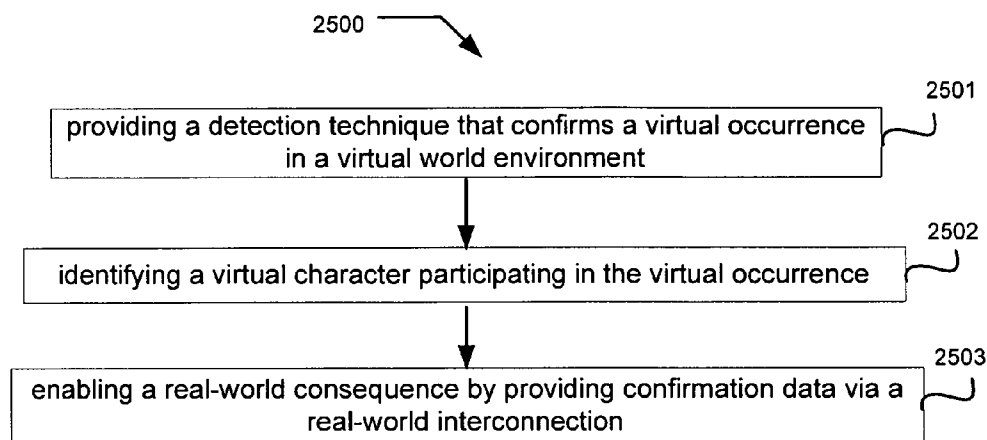 2500
2501
providing a detection technique that confirms a virtual occurrence
in a virtual world environment
2502
identifying a virtual character participating in the virtual occurrence
2503
enabling a real-world consequence by providing confirmation data via a
real-world interconnection